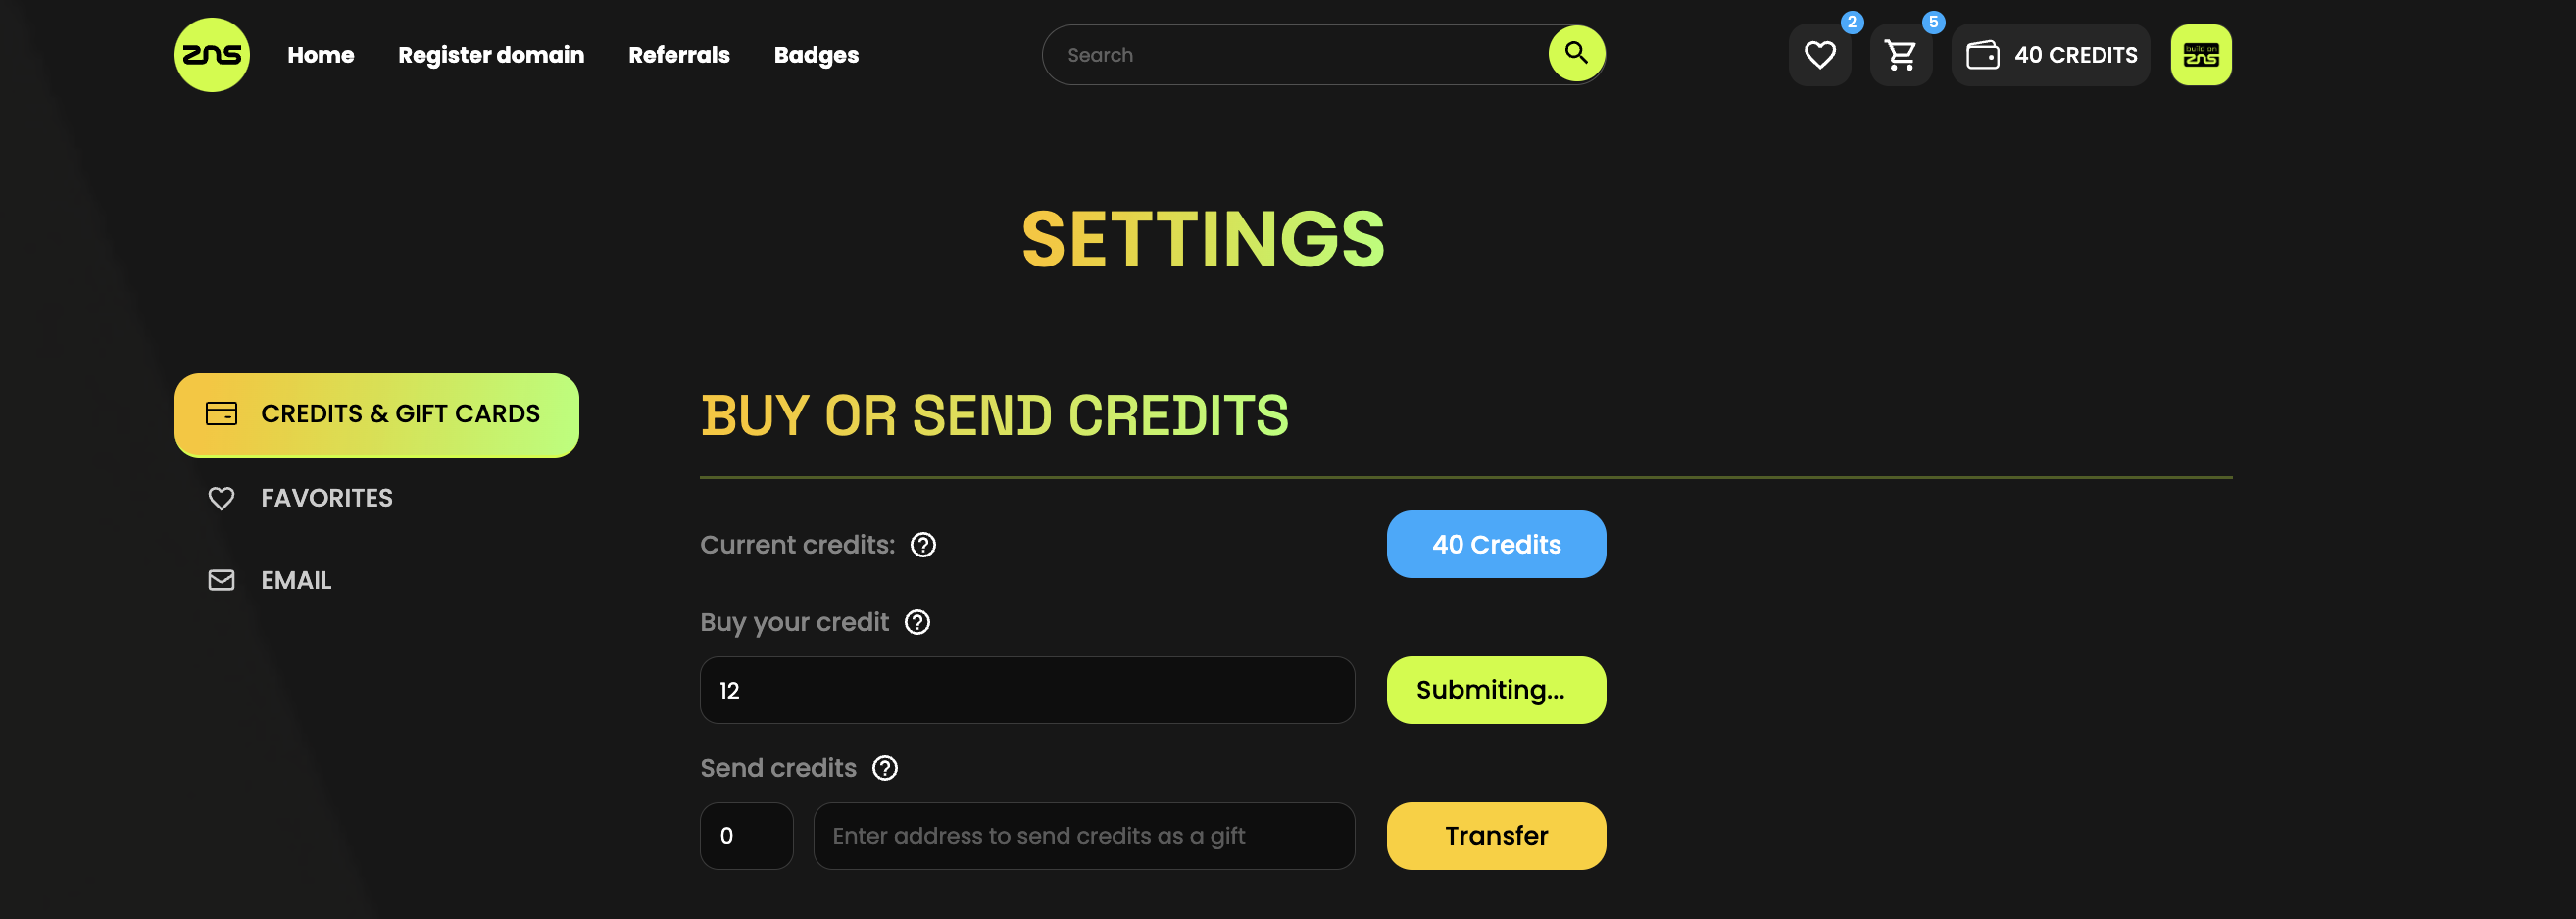 ZNS
Home Register domain Referrals Badges
Search
2
5
40 CREDITS
build on
ZNS
SETTINGS
CREDITS & GIFT CARDS
FAVORITES
EMAIL
BUY OR SEND CREDITS
Current credits: ?
40 Credits
Buy your credit ?
12
Submiting...
Send credits ?
0
Enter address to send credits as a gift
Transfer